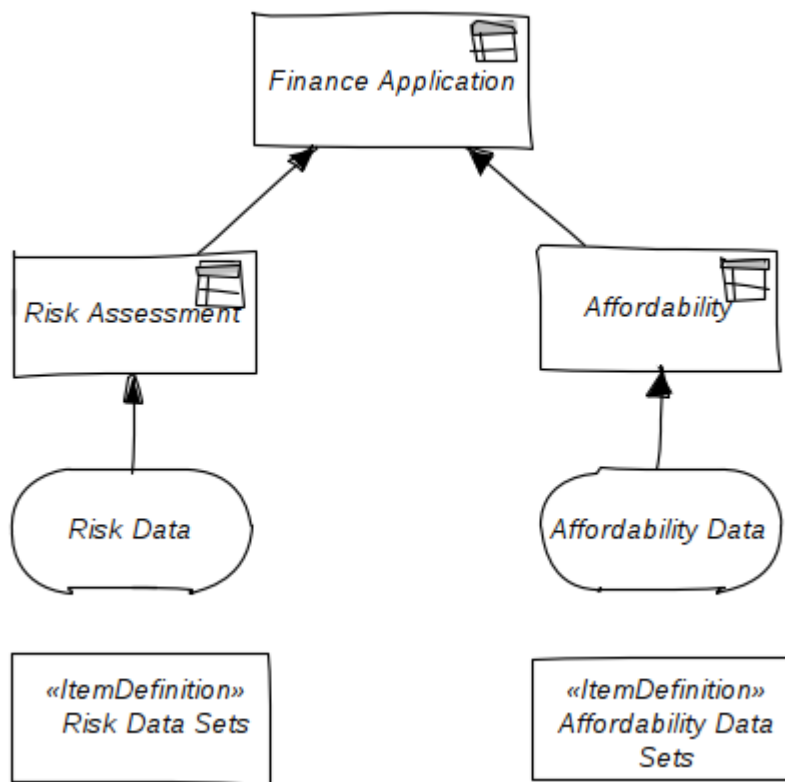 Finance Application
Risk Assessment
Affordability
Risk Data
Affordability Data
«ItemDefinition»
Risk Data Sets
«ItemDefinition»
Affordability Data
Sets